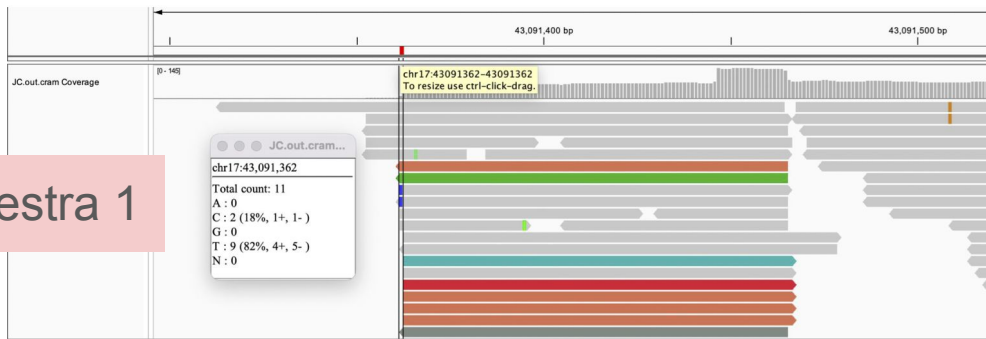 43,091,400 bp
43,091,500 bp
JC.out.cram Coverage
[0 - 145]
chr17:43091362-43091362
To resize use ctrl-click-drag.
JC.out.cram...
chr17:43,091,362
Total count: 11
A : 0
C : 2 (18%, 1+, 1- )
G : 0
T : 9 (82%, 4+, 5- )
N : 0
estra 1